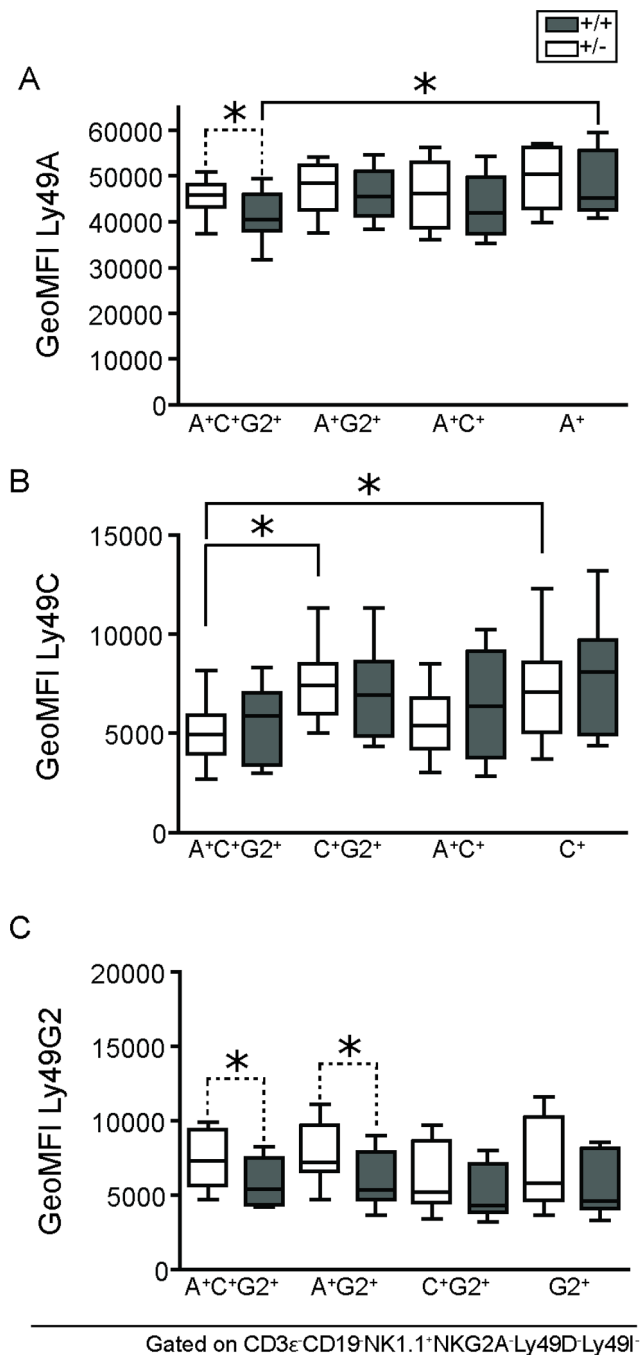 +/+
+/-
A
*
*
GeoMFI Ly49A
60000
50000
40000
30000
20000
10000
0
A⁺C⁺G2⁺ A⁺G2⁺ A⁺C⁺ A⁺
B
*
*
GeoMFI Ly49C
15000
10000
5000
0
A⁺C⁺G2⁺ C⁺G2⁺ A⁺C⁺ C⁺
C
*
*
GeoMFI Ly49G2
20000
15000
10000
5000
0
A⁺C⁺G2⁺ A⁺G2⁺ C⁺G2⁺ G2⁺
Gated on CD3ε⁻CD19⁻NK1.1⁺NKG2A⁻Ly49D⁻Ly49I⁻